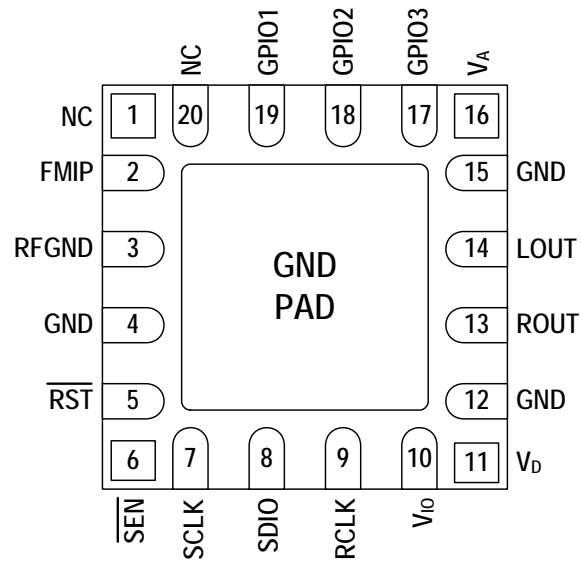 NC
GPIO1
GPIO2
GPIO3
VA
NC 1 20 19 18 17 16
FMIP 2 15 GND
RFGND 3 14 LOUT
GND
PAD
GND 4 13 ROUT
RST 5 12 GND
6 7 8 9 10 11 VD
SEN
SCLK
SDIO
RCLK
VIO